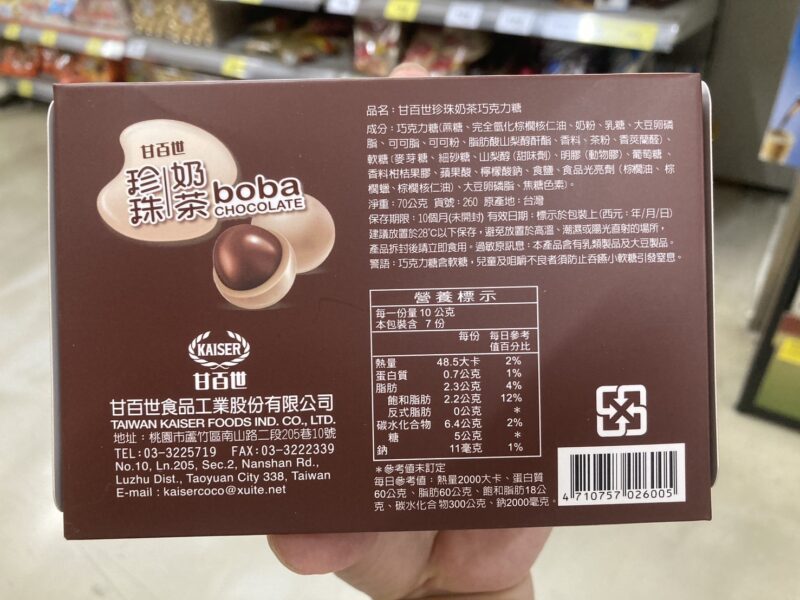 甘百世
珍珠奶茶
boba
CHOCOLATE
KAISER
甘百世
甘百世食品工業股份有限公司
TAIWAN KAISER FOODS IND. CO., LTD.
地址：桃園市蘆竹區南山路二段205巷10號
TEL:03-3225719 FAX:03-3222339
No.10, Ln.205, Sec.2, Nanshan Rd.,
Luzhu Dist., Taoyuan City 338, Taiwan
E-mail : kaisercoco@xuite.net
品名：甘百世珍珠奶茶巧克力糖
成分：巧克力糖(蔗糖、完全氫化棕櫚核仁油、奶粉、乳糖、大豆卵磷
脂、可可脂、可可粉、脂肪酸山梨醇酐酯、香料、茶粉、香莢蘭醛)、
軟糖(麥芽糖、細砂糖、山梨醇(甜味劑)、明膠(動物膠)、葡萄糖、
香料柑桔果膠、蘋果酸、檸檬酸鈉、食鹽、食品光亮劑(棕櫚油、棕
櫚蠟、棕櫚核仁油)、大豆卵磷脂、焦糖色素)。
淨重：70公克 貨號：260 原產地：台灣
保存期限：10個月(未開封) 有效日期：標示於包裝上(西元：年/月/日)
建議放置於28℃以下保存，避免放置於高溫、潮濕或陽光直射的場所，
產品拆封後請立即食用。過敏原訊息：本產品含有乳類製品及大豆製品。
警語：巧克力糖含軟糖，兒童及咀嚼不良者須防止吞嚥小軟糖引發窒息。
營養標示
每一份量 10 公克
本包裝含 7 份
每份 每日參考值百分比
熱量 48.5大卡 2%
蛋白質 0.7公克 1%
脂肪 2.3公克 4%
飽和脂肪 2.2公克 12%
反式脂肪 0公克 *
碳水化合物 6.4公克 2%
糖 5公克 *
鈉 11毫克 1%
*參考值未訂定
每日參考值：熱量2000大卡、蛋白質
60公克、脂肪60公克、飽和脂肪18公
克、碳水化合物300公克、鈉2000毫克。
4 710757 026005